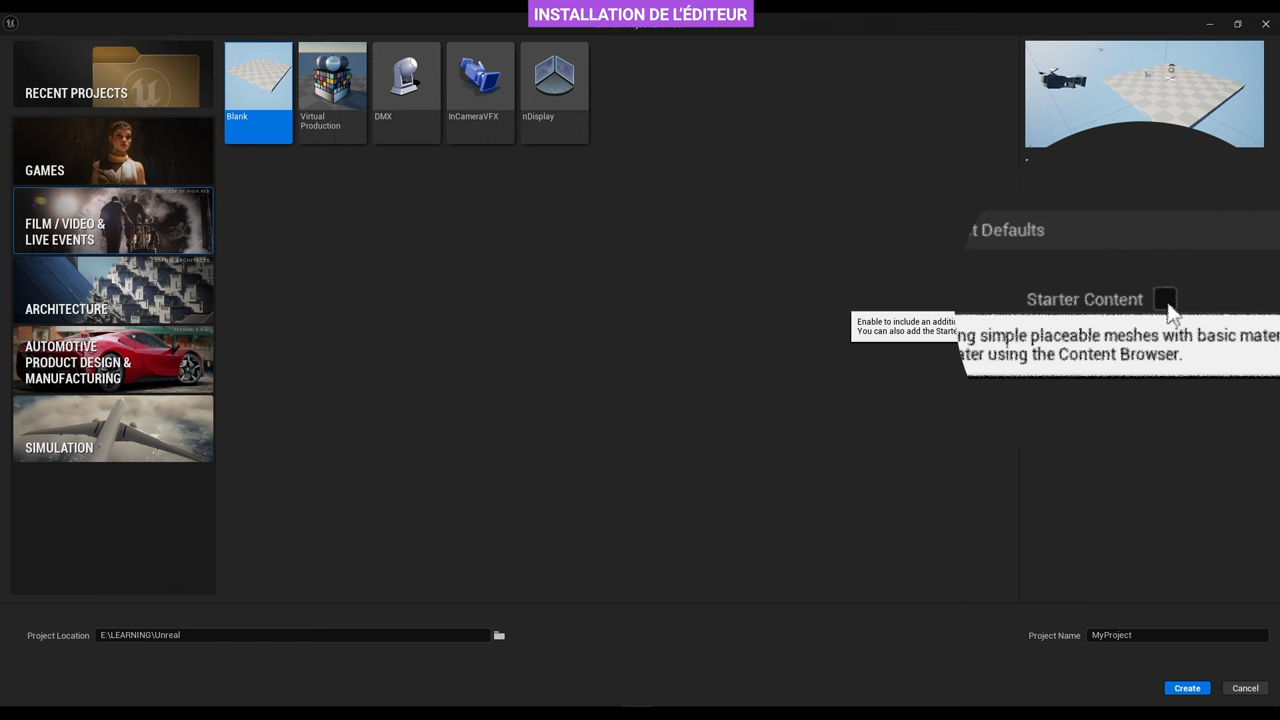 INSTALLATION DE L'ÉDITEUR
RECENT PROJECTS
GAMES
FILM / VIDEO &
LIVE EVENTS
ARCHITECTURE
AUTOMOTIVE
PRODUCT DESIGN &
MANUFACTURING
SIMULATION
Blank
Virtual
Production
DMX
InCameraVFX
nDisplay
t Defaults
Starter Content
Enable to include an additi
You can also add the Starte
ng simple placeable meshes with basic mater
ater using the Content Browser.
Project Location
E:\LEARNING\Unreal
Project Name
MyProject
Create
Cancel